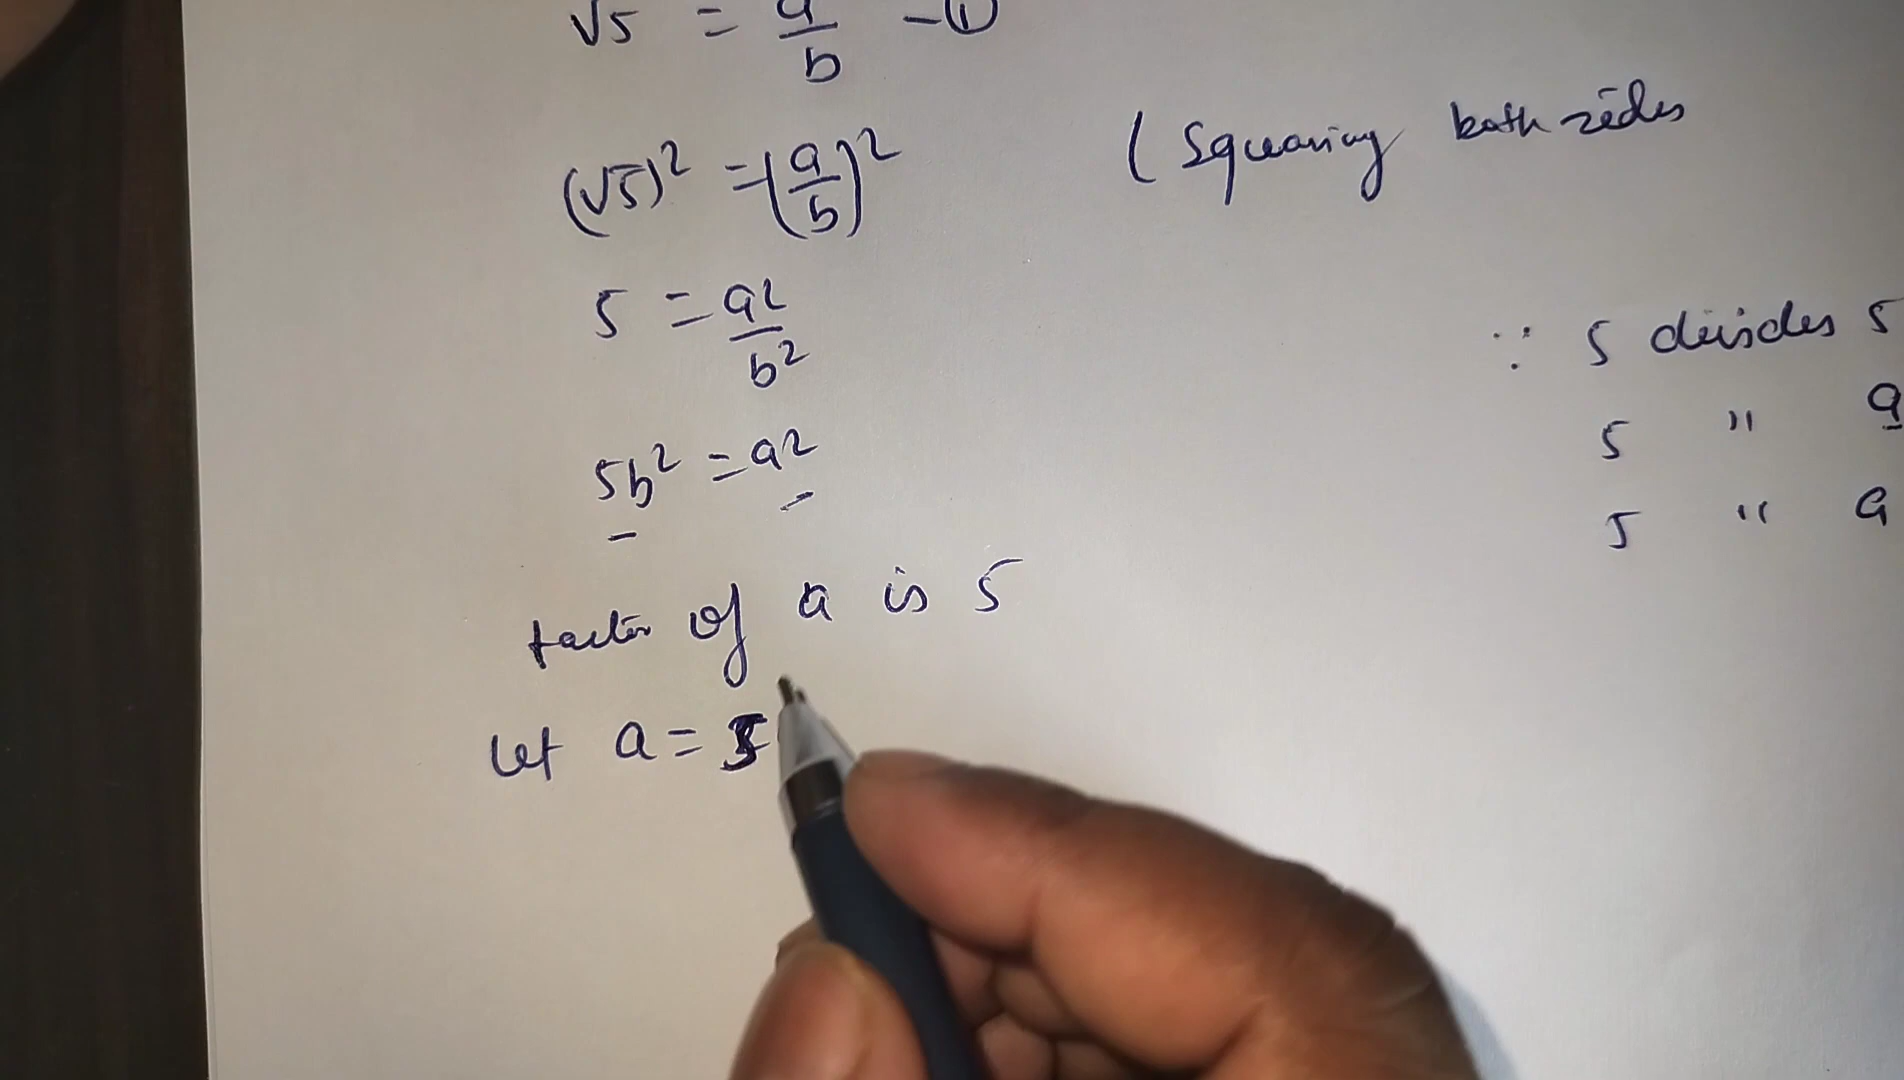 √5 = a/b — ①
(√5)² = (a/b)² (Squaring both sides
5 = a²/b²
∵ 5 divides 5
5b² = a²
5 " a
5 " a
factor of a is 5
Let a = 5